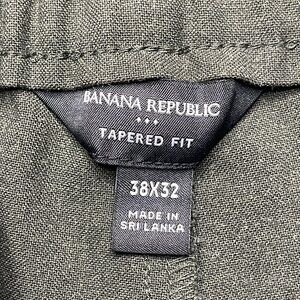 BANANA REPUBLIC
TAPERED FIT
38X32
MADE IN
SRI LANKA